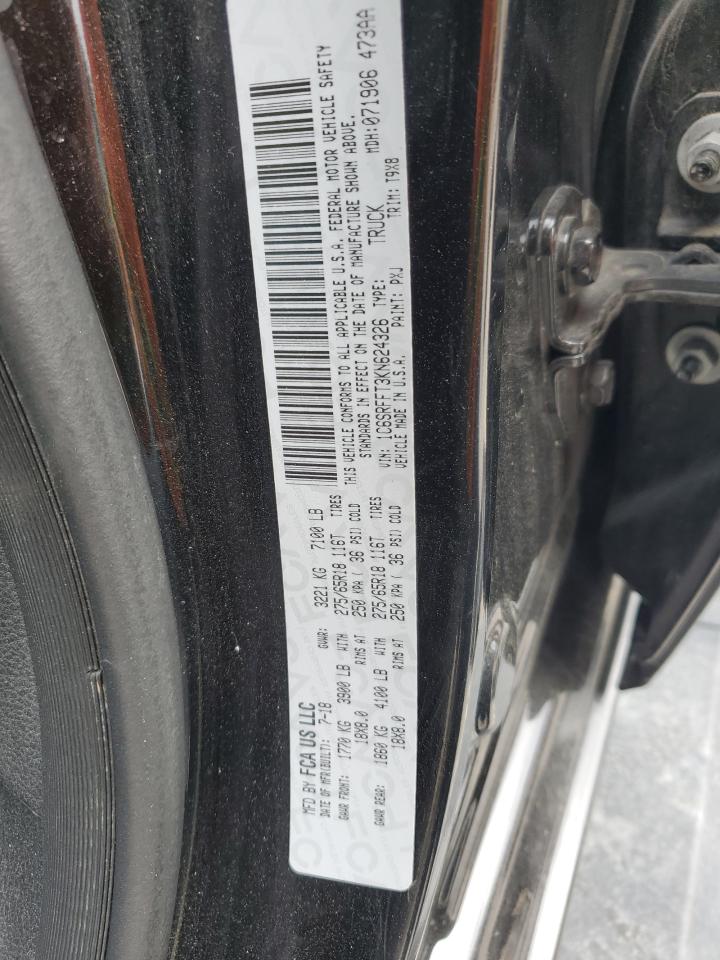 MFD BY FCA US LLC
DATE OF MFR(BUILT): 7-18 GVWR: 3221 KG 7100 LB
GAWR FRONT: 1770 KG 3900 LB WITH 275/65R18 116T TIRES
18X8.0 RIMS AT 250 KPA ( 36 PSI) COLD
GAWR REAR: 1860 KG 4100 LB WITH 275/65R18 116T TIRES
18X8.0 RIMS AT 250 KPA ( 36 PSI) COLD
THIS VEHICLE CONFORMS TO ALL APPLICABLE U.S.A. FEDERAL MOTOR VEHICLE SAFETY
STANDARDS IN EFFECT ON THE DATE OF MANUFACTURE SHOWN ABOVE.
MDH:071906 473AA
VIN: 1C6SRFFT3KN624326 TYPE: TRUCK
VEHICLE MADE IN U.S.A. PAINT: PXJ TRIM: T9X8